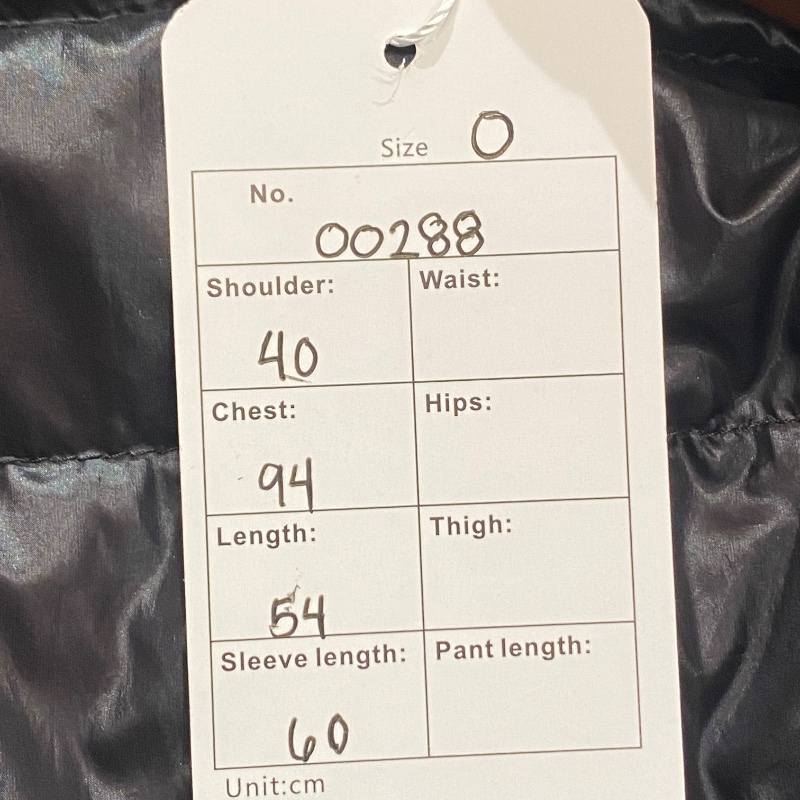 Size 0
No.
00288
Shoulder: Waist:
40
Chest: Hips:
94
Length: Thigh:
54
Sleeve length: Pant length:
60
Unit:cm